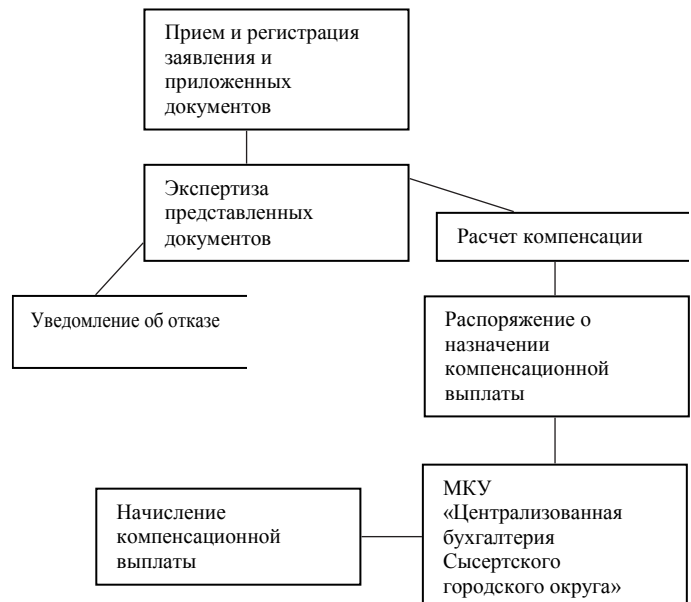 Прием и регистрация
заявления и
приложенных
документов
Экспертиза
представленных
документов
Расчет компенсации
Уведомление об отказе
Распоряжение о
назначении
компенсационной
выплаты
Начисление
компенсационной
выплаты
МКУ
«Централизованная
бухгалтерия
Сысертского
городского округа»